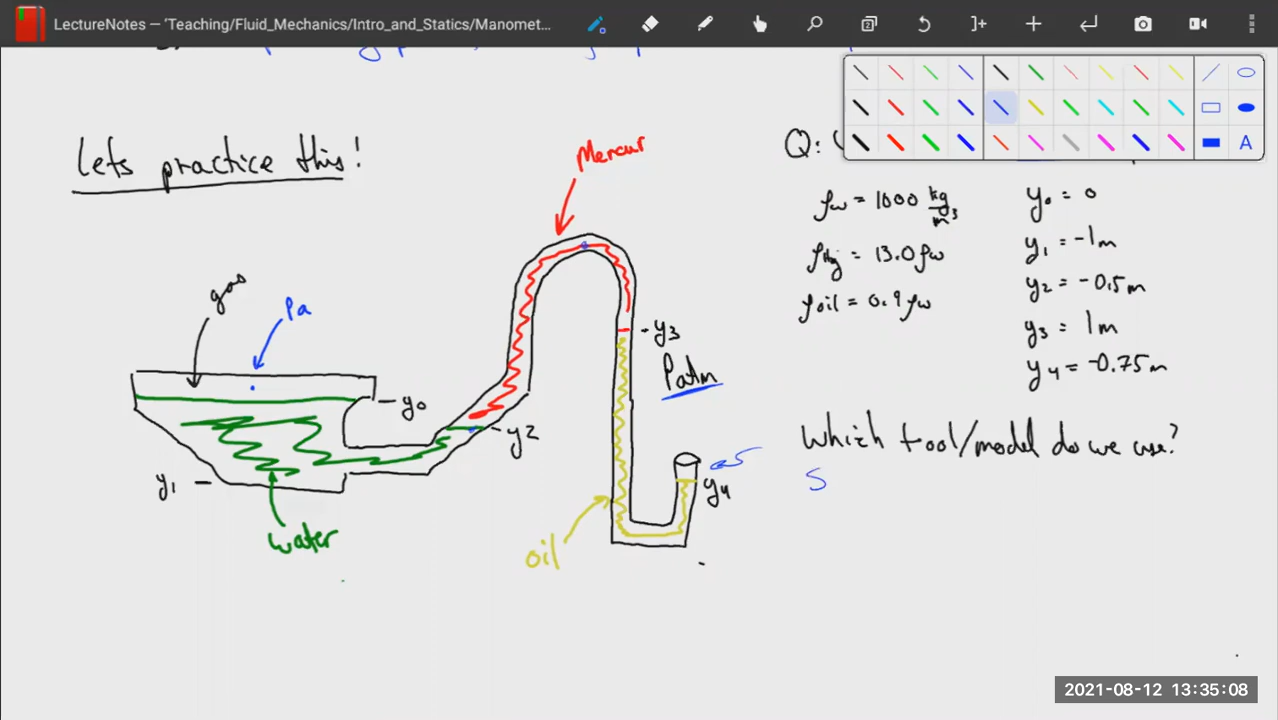 LectureNotes — ‘Teaching/Fluid_Mechanics/Intro_and_Statics/Manomet...
A
Lets practice this!
Mercur
Q:
ρw = 1000 kg/m3
y0 = 0
ρHg = 13.0 ρw
y1 = -1m
ρoil = 0.9 ρw
y2 = -0.5m
y3 = 1m
y4 = -0.75m
gas
Pa
y3
Patm
y0
y2
y1
y4
water
oil
Which tool/model do we use?
S
2021-08-12 13:35:08